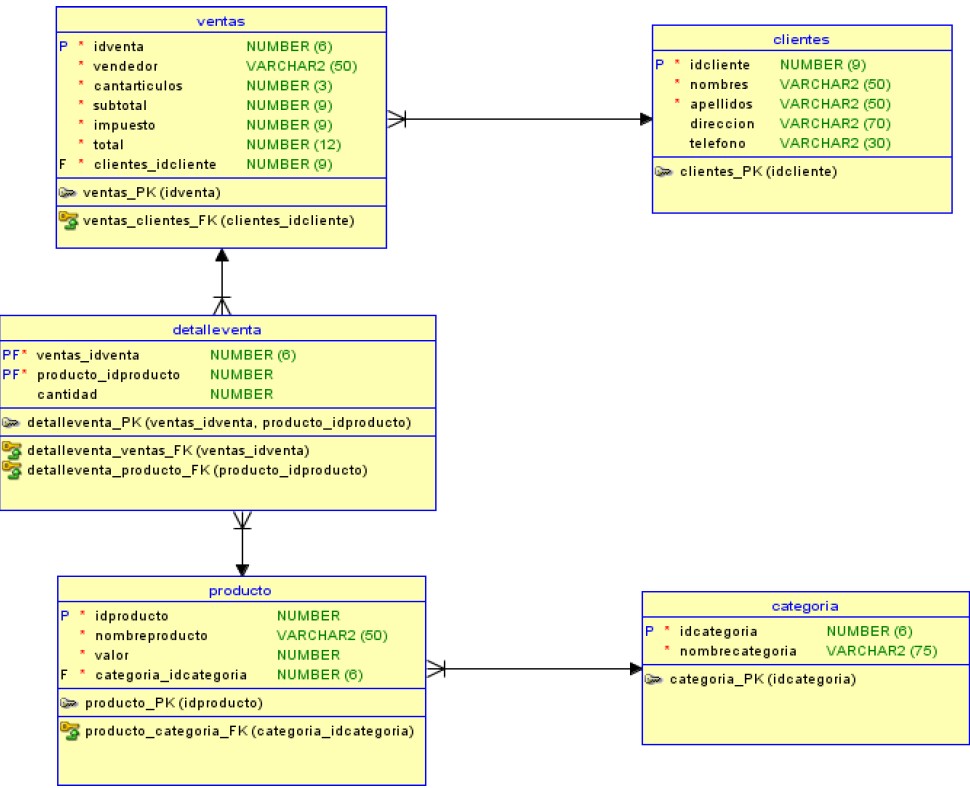 ventas
P * idventa NUMBER (6)
* vendedor VARCHAR2 (50)
* cantarticulos NUMBER (3)
* subtotal NUMBER (9)
* impuesto NUMBER (9)
* total NUMBER (12)
F * clientes_idcliente NUMBER (9)
ventas_PK (idventa)
ventas_clientes_FK (clientes_idcliente)
clientes
P * idcliente NUMBER (9)
* nombres VARCHAR2 (50)
* apellidos VARCHAR2 (50)
direccion VARCHAR2 (70)
telefono VARCHAR2 (30)
clientes_PK (idcliente)
detalleventa
PF* ventas_idventa NUMBER (6)
PF* producto_idproducto NUMBER
cantidad NUMBER
detalleventa_PK (ventas_idventa, producto_idproducto)
detalleventa_ventas_FK (ventas_idventa)
detalleventa_producto_FK (producto_idproducto)
producto
P * idproducto NUMBER
* nombreproducto VARCHAR2 (50)
* valor NUMBER
F * categoria_idcategoria NUMBER (6)
producto_PK (idproducto)
producto_categoria_FK (categoria_idcategoria)
categoria
P * idcategoria NUMBER (6)
* nombrecategoria VARCHAR2 (75)
categoria_PK (idcategoria)